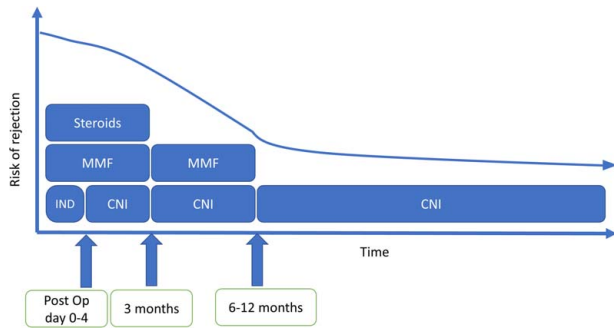 Risk of rejection
Steroids
MMF
MMF
IND
CNI
CNI
CNI
Time
Post Op
day 0-4
3 months
6-12 months